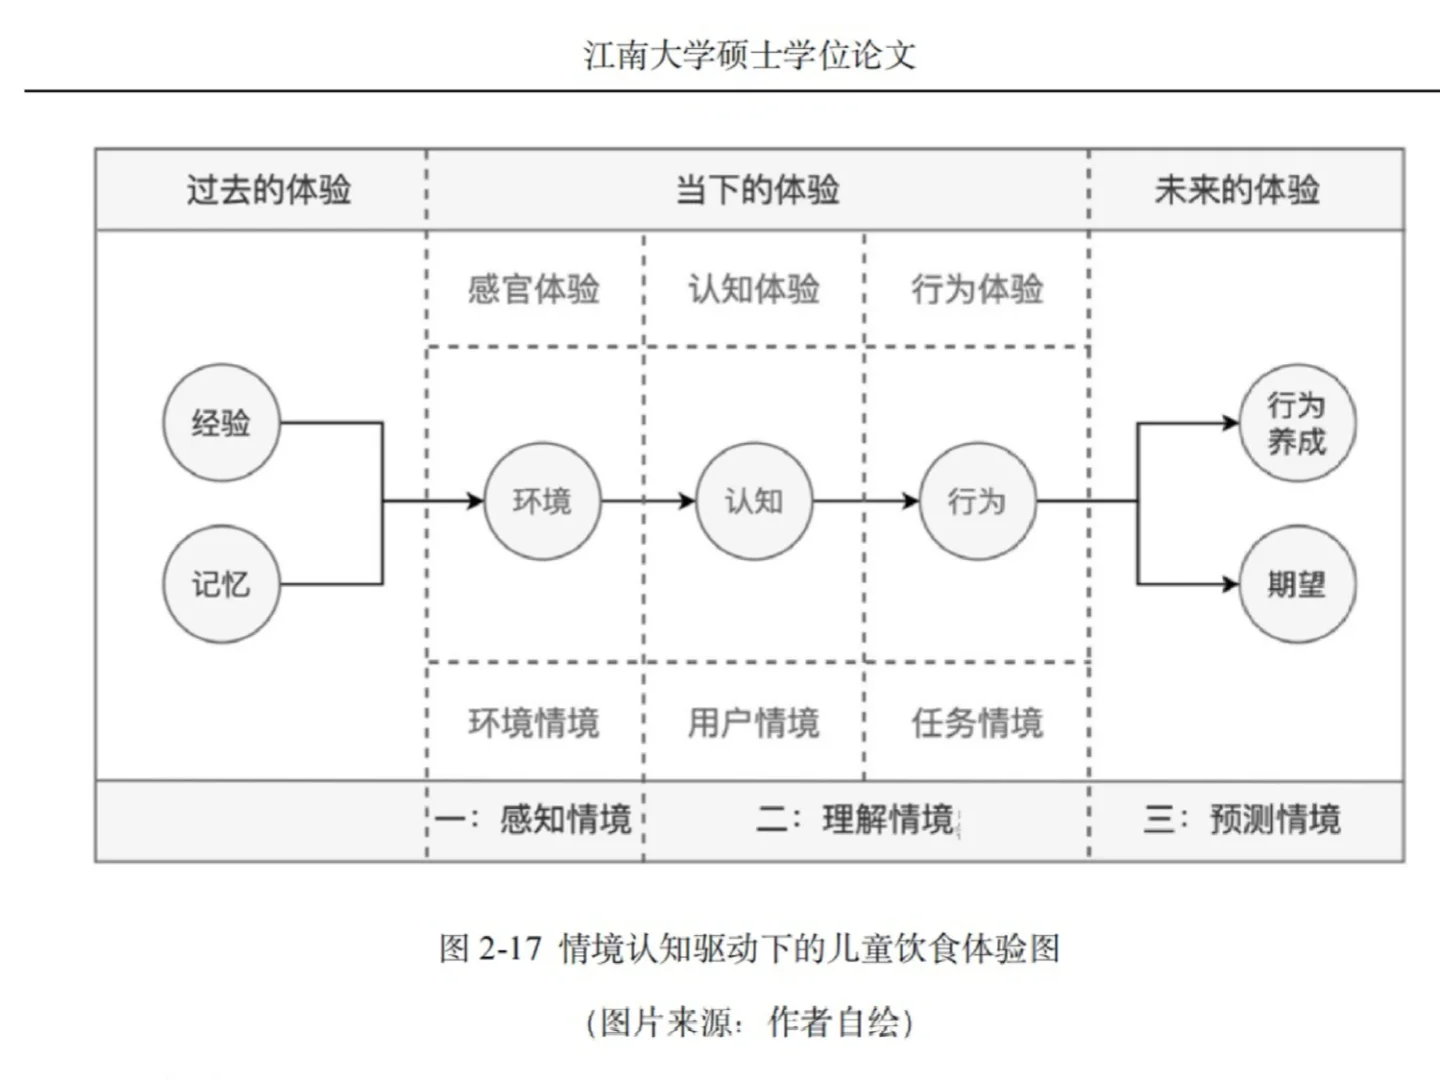 江南大学硕士学位论文
过去的体验 当下的体验 未来的体验
感官体验 认知体验 行为体验
经验
记忆
环境
认知
行为
行为
养成
期望
环境情境 用户情境 任务情境
一：感知情境 二：理解情境 三：预测情境
图 2-17 情境认知驱动下的儿童饮食体验图
（图片来源：作者自绘）